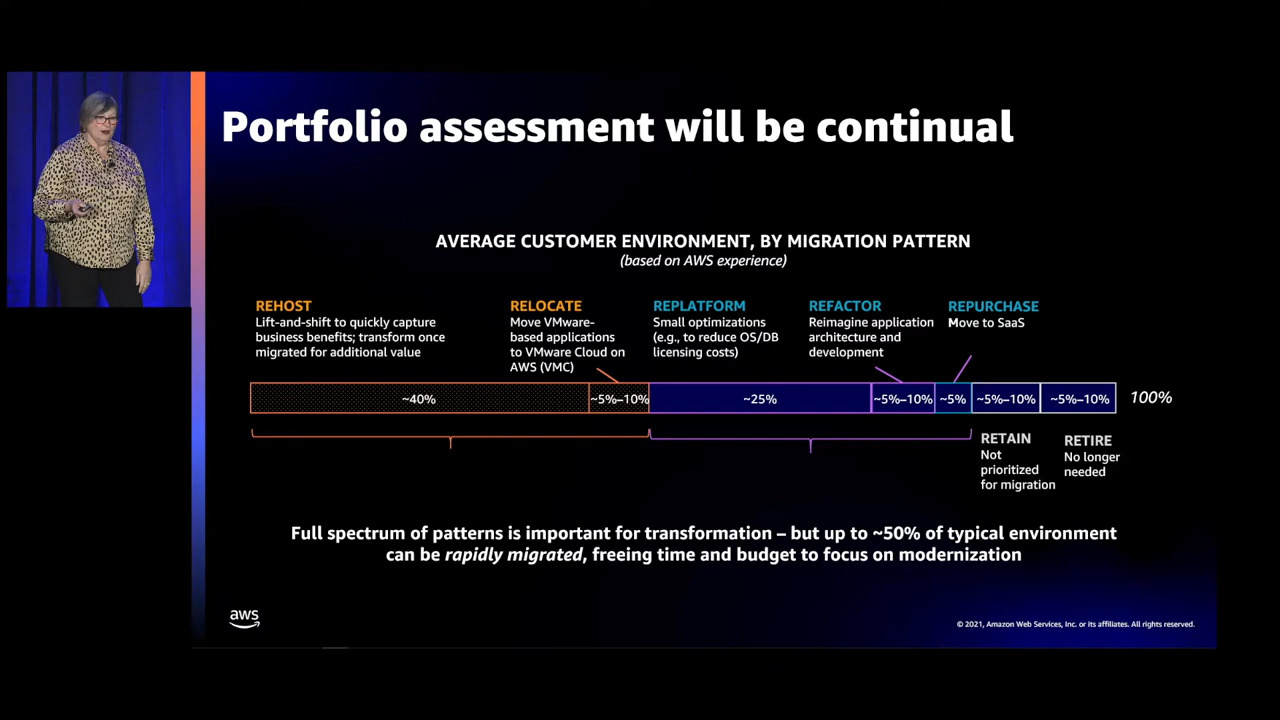 Portfolio assessment will be continual
AVERAGE CUSTOMER ENVIRONMENT, BY MIGRATION PATTERN
(based on AWS experience)
REHOST
Lift-and-shift to quickly capture
business benefits; transform once
migrated for additional value
RELOCATE
Move VMware-
based applications
to VMware Cloud on
AWS (VMC)
REPLATFORM
Small optimizations
(e.g., to reduce OS/DB
licensing costs)
REFACTOR
Reimagine application
architecture and
development
REPURCHASE
Move to SaaS
~40%
~5%–10%
~25%
~5%–10%
~5%
~5%–10%
~5%–10%
100%
RETAIN
Not
prioritized
for migration
RETIRE
No longer
needed
Full spectrum of patterns is important for transformation – but up to ~50% of typical environment
can be rapidly migrated, freeing time and budget to focus on modernization
aws
© 2021, Amazon Web Services, Inc. or its affiliates. All rights reserved.